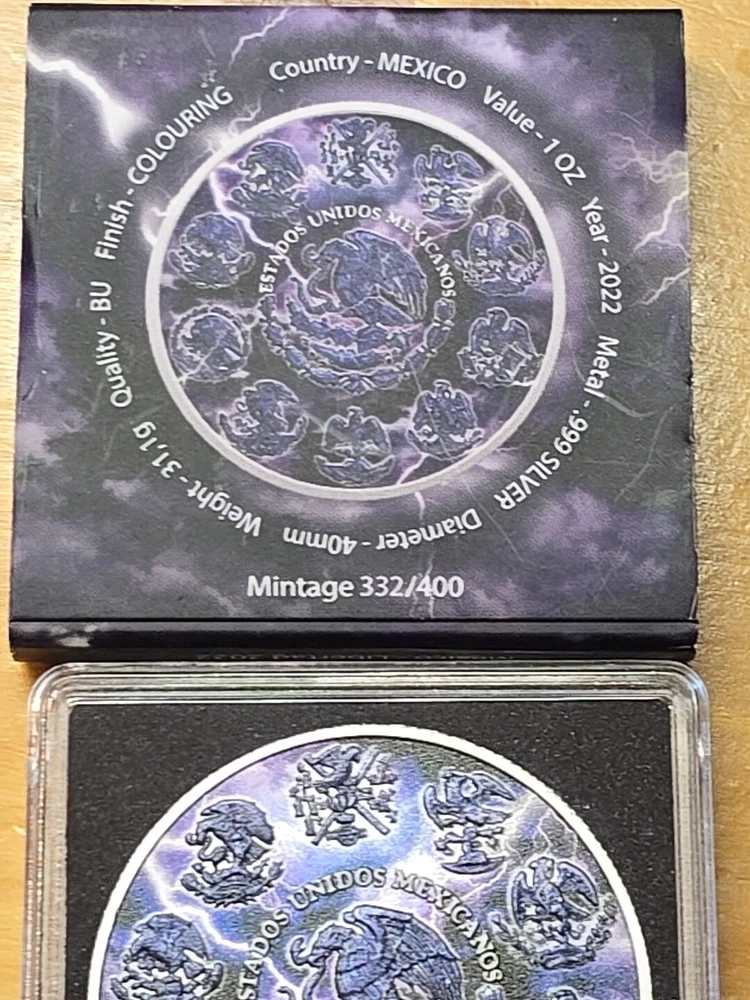 Country - MEXICO
Value - 1 OZ
Year - 2022
Metal - .999 SILVER
Diameter - 40mm
Weight - 31,1g
Quality - BU
Finish - COLOURING
ESTADOS UNIDOS MEXICANOS
Mintage 332/400
ESTADOS UNIDOS MEXICANOS